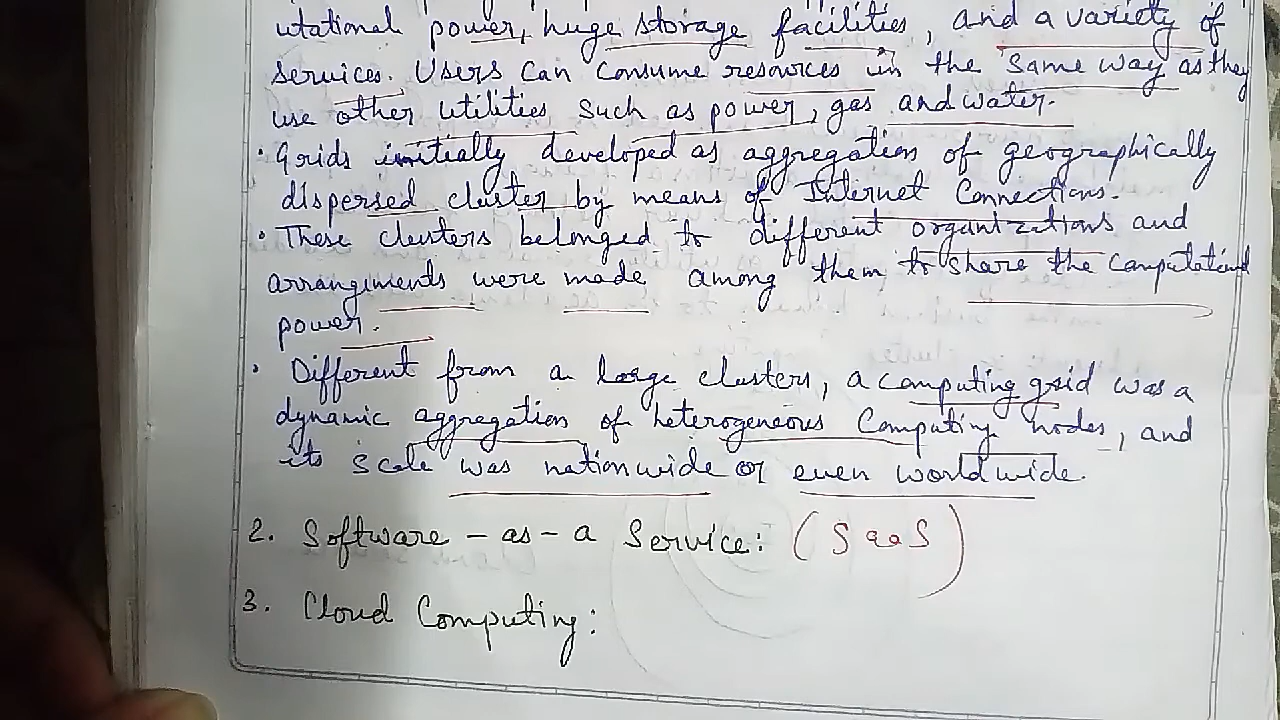 utational power, huge storage facilities, and a variety of
services. Users can consume resources in the same way as they
use other utilities such as power, gas and water.
• Grids initially developed as aggregation of geographically
dispersed cluster by means of Internet Connections.
• These clusters belonged to different organizations and
arrangements were made among them to share the computational
power.
• Different from a large clusters, a computing grid was a
dynamic aggregation of heterogeneous Computing nodes, and
its scale was nationwide or even worldwide.
2. Software - as - a Service: (SaaS)
3. Cloud Computing: